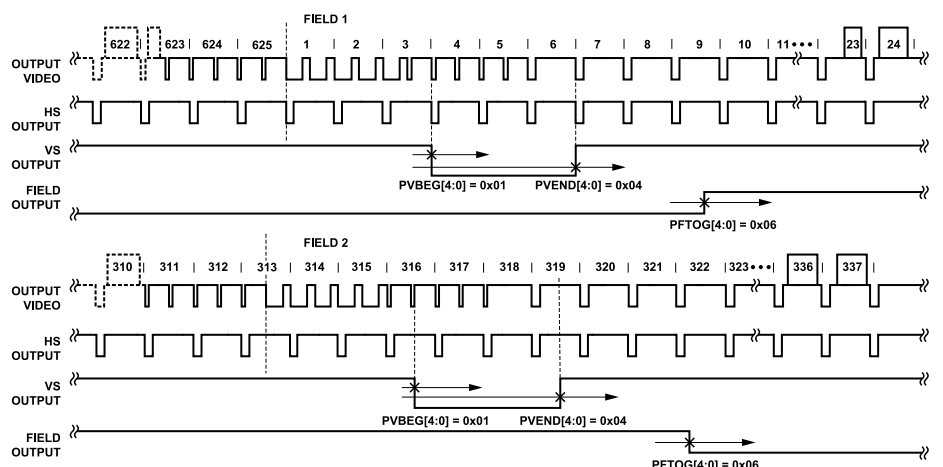 FIELD 1
622 623 624 625 1 2 3 4 5 6 7 8 9 10 11 ••• 23 24
OUTPUT
VIDEO
HS
OUTPUT
VS
OUTPUT
PVBEG[4:0] = 0x01 PVEND[4:0] = 0x04
FIELD
OUTPUT
PFTOG[4:0] = 0x06
FIELD 2
310 311 312 313 314 315 316 317 318 319 320 321 322 323 ••• 336 337
OUTPUT
VIDEO
HS
OUTPUT
VS
OUTPUT
PVBEG[4:0] = 0x01 PVEND[4:0] = 0x04
FIELD
OUTPUT
PFTOG[4:0] = 0x06